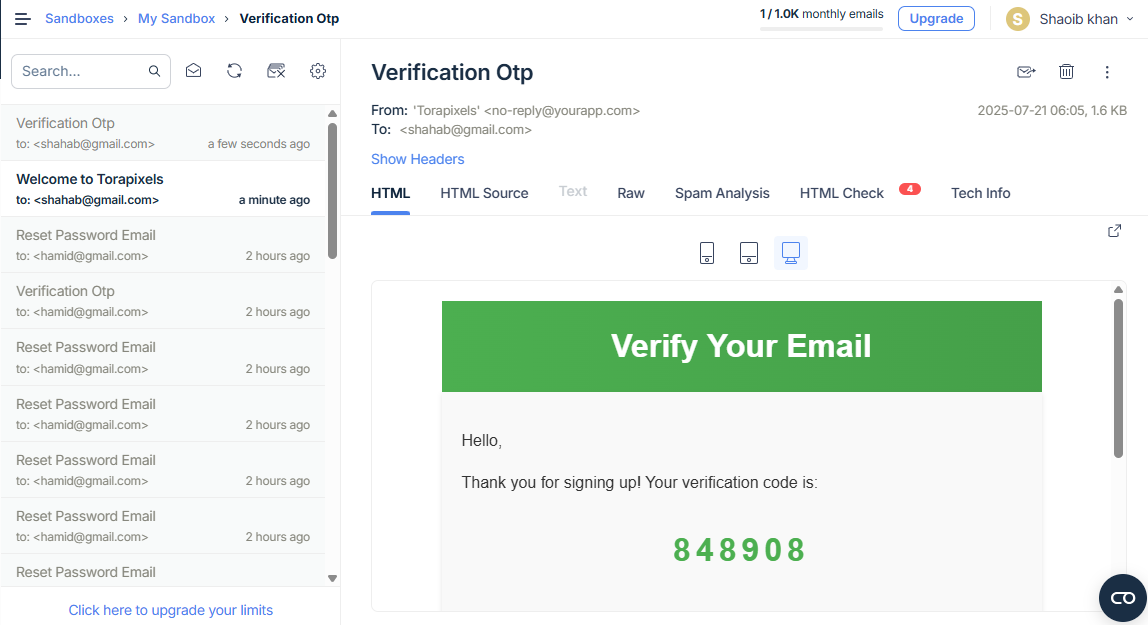 Sandboxes › My Sandbox › Verification Otp
1 / 1.0K monthly emails
Upgrade
S
Shaoib khan
Search...
Verification Otp
to: <shahab@gmail.com> a few seconds ago
Welcome to Torapixels
to: <shahab@gmail.com> a minute ago
Reset Password Email
to: <hamid@gmail.com> 2 hours ago
Verification Otp
to: <hamid@gmail.com> 2 hours ago
Reset Password Email
to: <hamid@gmail.com> 2 hours ago
Reset Password Email
to: <hamid@gmail.com> 2 hours ago
Reset Password Email
to: <hamid@gmail.com> 2 hours ago
Reset Password Email
to: <hamid@gmail.com> 2 hours ago
Reset Password Email
Click here to upgrade your limits
Verification Otp
From: 'Torapixels' <no-reply@yourapp.com>
2025-07-21 06:05, 1.6 KB
To: <shahab@gmail.com>
Show Headers
HTML HTML Source Text Raw Spam Analysis HTML Check 4 Tech Info
Verify Your Email
Hello,
Thank you for signing up! Your verification code is:
848908